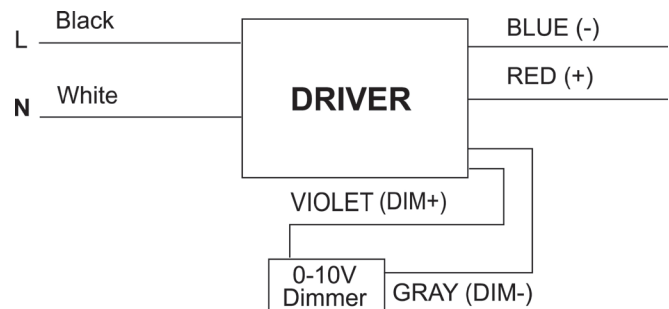 Black
L
BLUE (-)
RED (+)
White
N
DRIVER
VIOLET (DIM+)
0-10V
Dimmer
GRAY (DIM-)